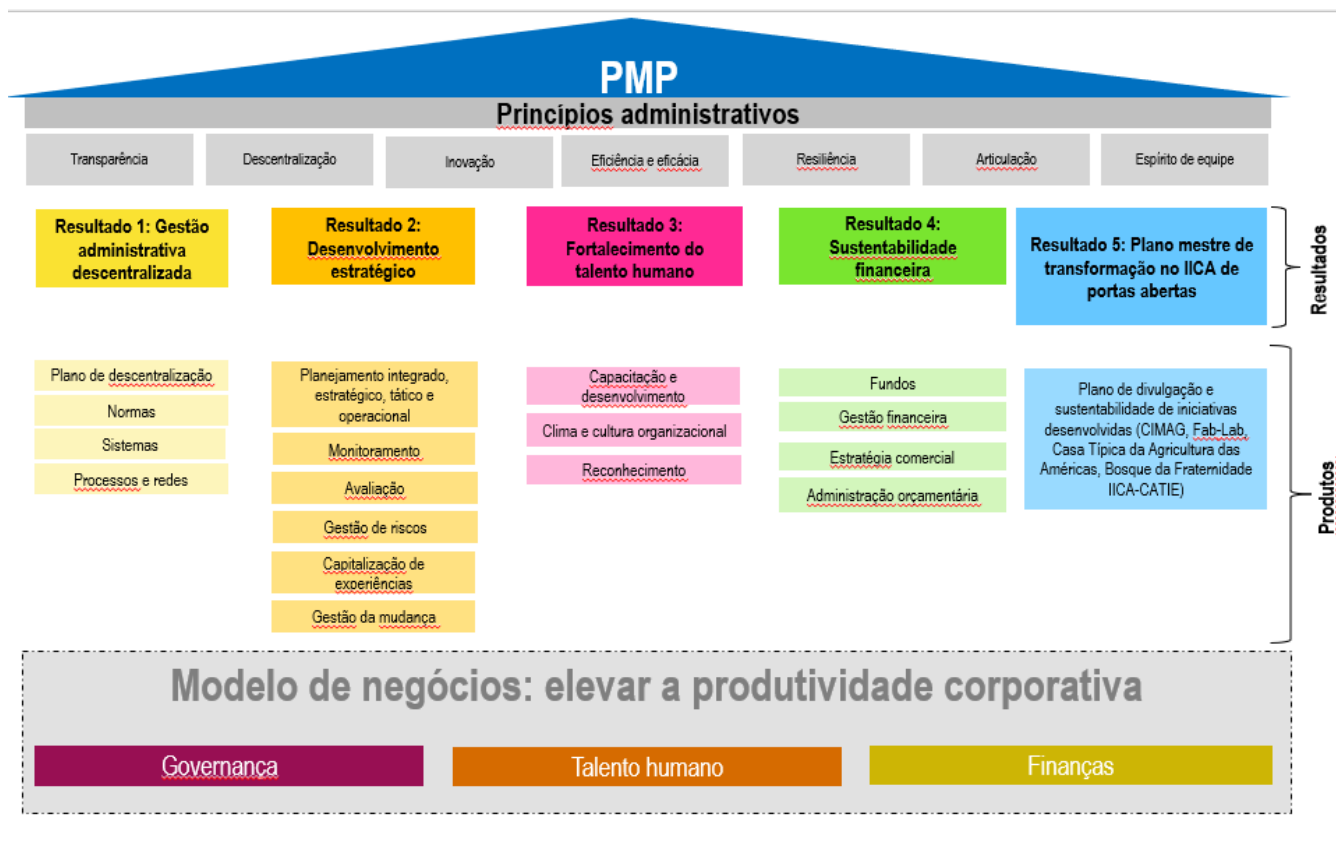 PMP
Princípios administrativos
Transparência
Descentralização
Inovação
Eficiência e eficácia
Resiliência
Articulação
Espírito de equipe
Resultado 1: Gestão
administrativa
descentralizada
Resultado 2:
Desenvolvimento
estratégico
Resultado 3:
Fortalecimento do
talento humano
Resultado 4:
Sustentabilidade
financeira
Resultado 5: Plano mestre de
transformação no IICA de
portas abertas
Resultados
Plano de descentralização
Normas
Sistemas
Processos e redes
Planejamento integrado,
estratégico, tático e
operacional
Monitoramento
Avaliação
Gestão de riscos
Capitalização de
experiências
Gestão da mudança
Capacitação e
desenvolvimento
Clima e cultura organizacional
Reconhecimento
Fundos
Gestão financeira
Estratégia comercial
Administração orçamentária
Plano de divulgação e
sustentabilidade de iniciativas
desenvolvidas (CIMAG, Fab-Lab,
Casa Típica da Agricultura das
Américas, Bosque da Fraternidade
IICA-CATIE)
Produtos
Modelo de negócios: elevar a produtividade corporativa
Governança
Talento humano
Finanças